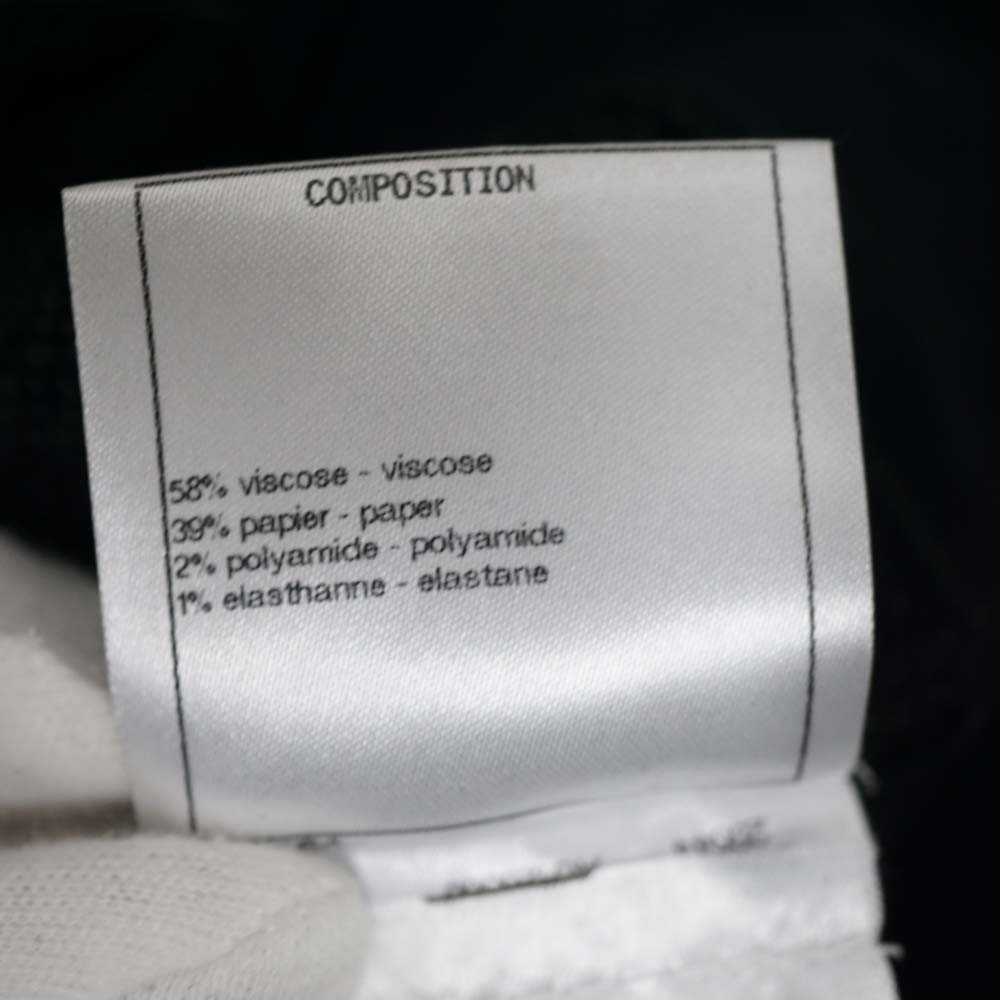 COMPOSITION
58% viscose - viscose
39% papier - paper
2% polyamide - polyamide
1% elasthanne - elastane